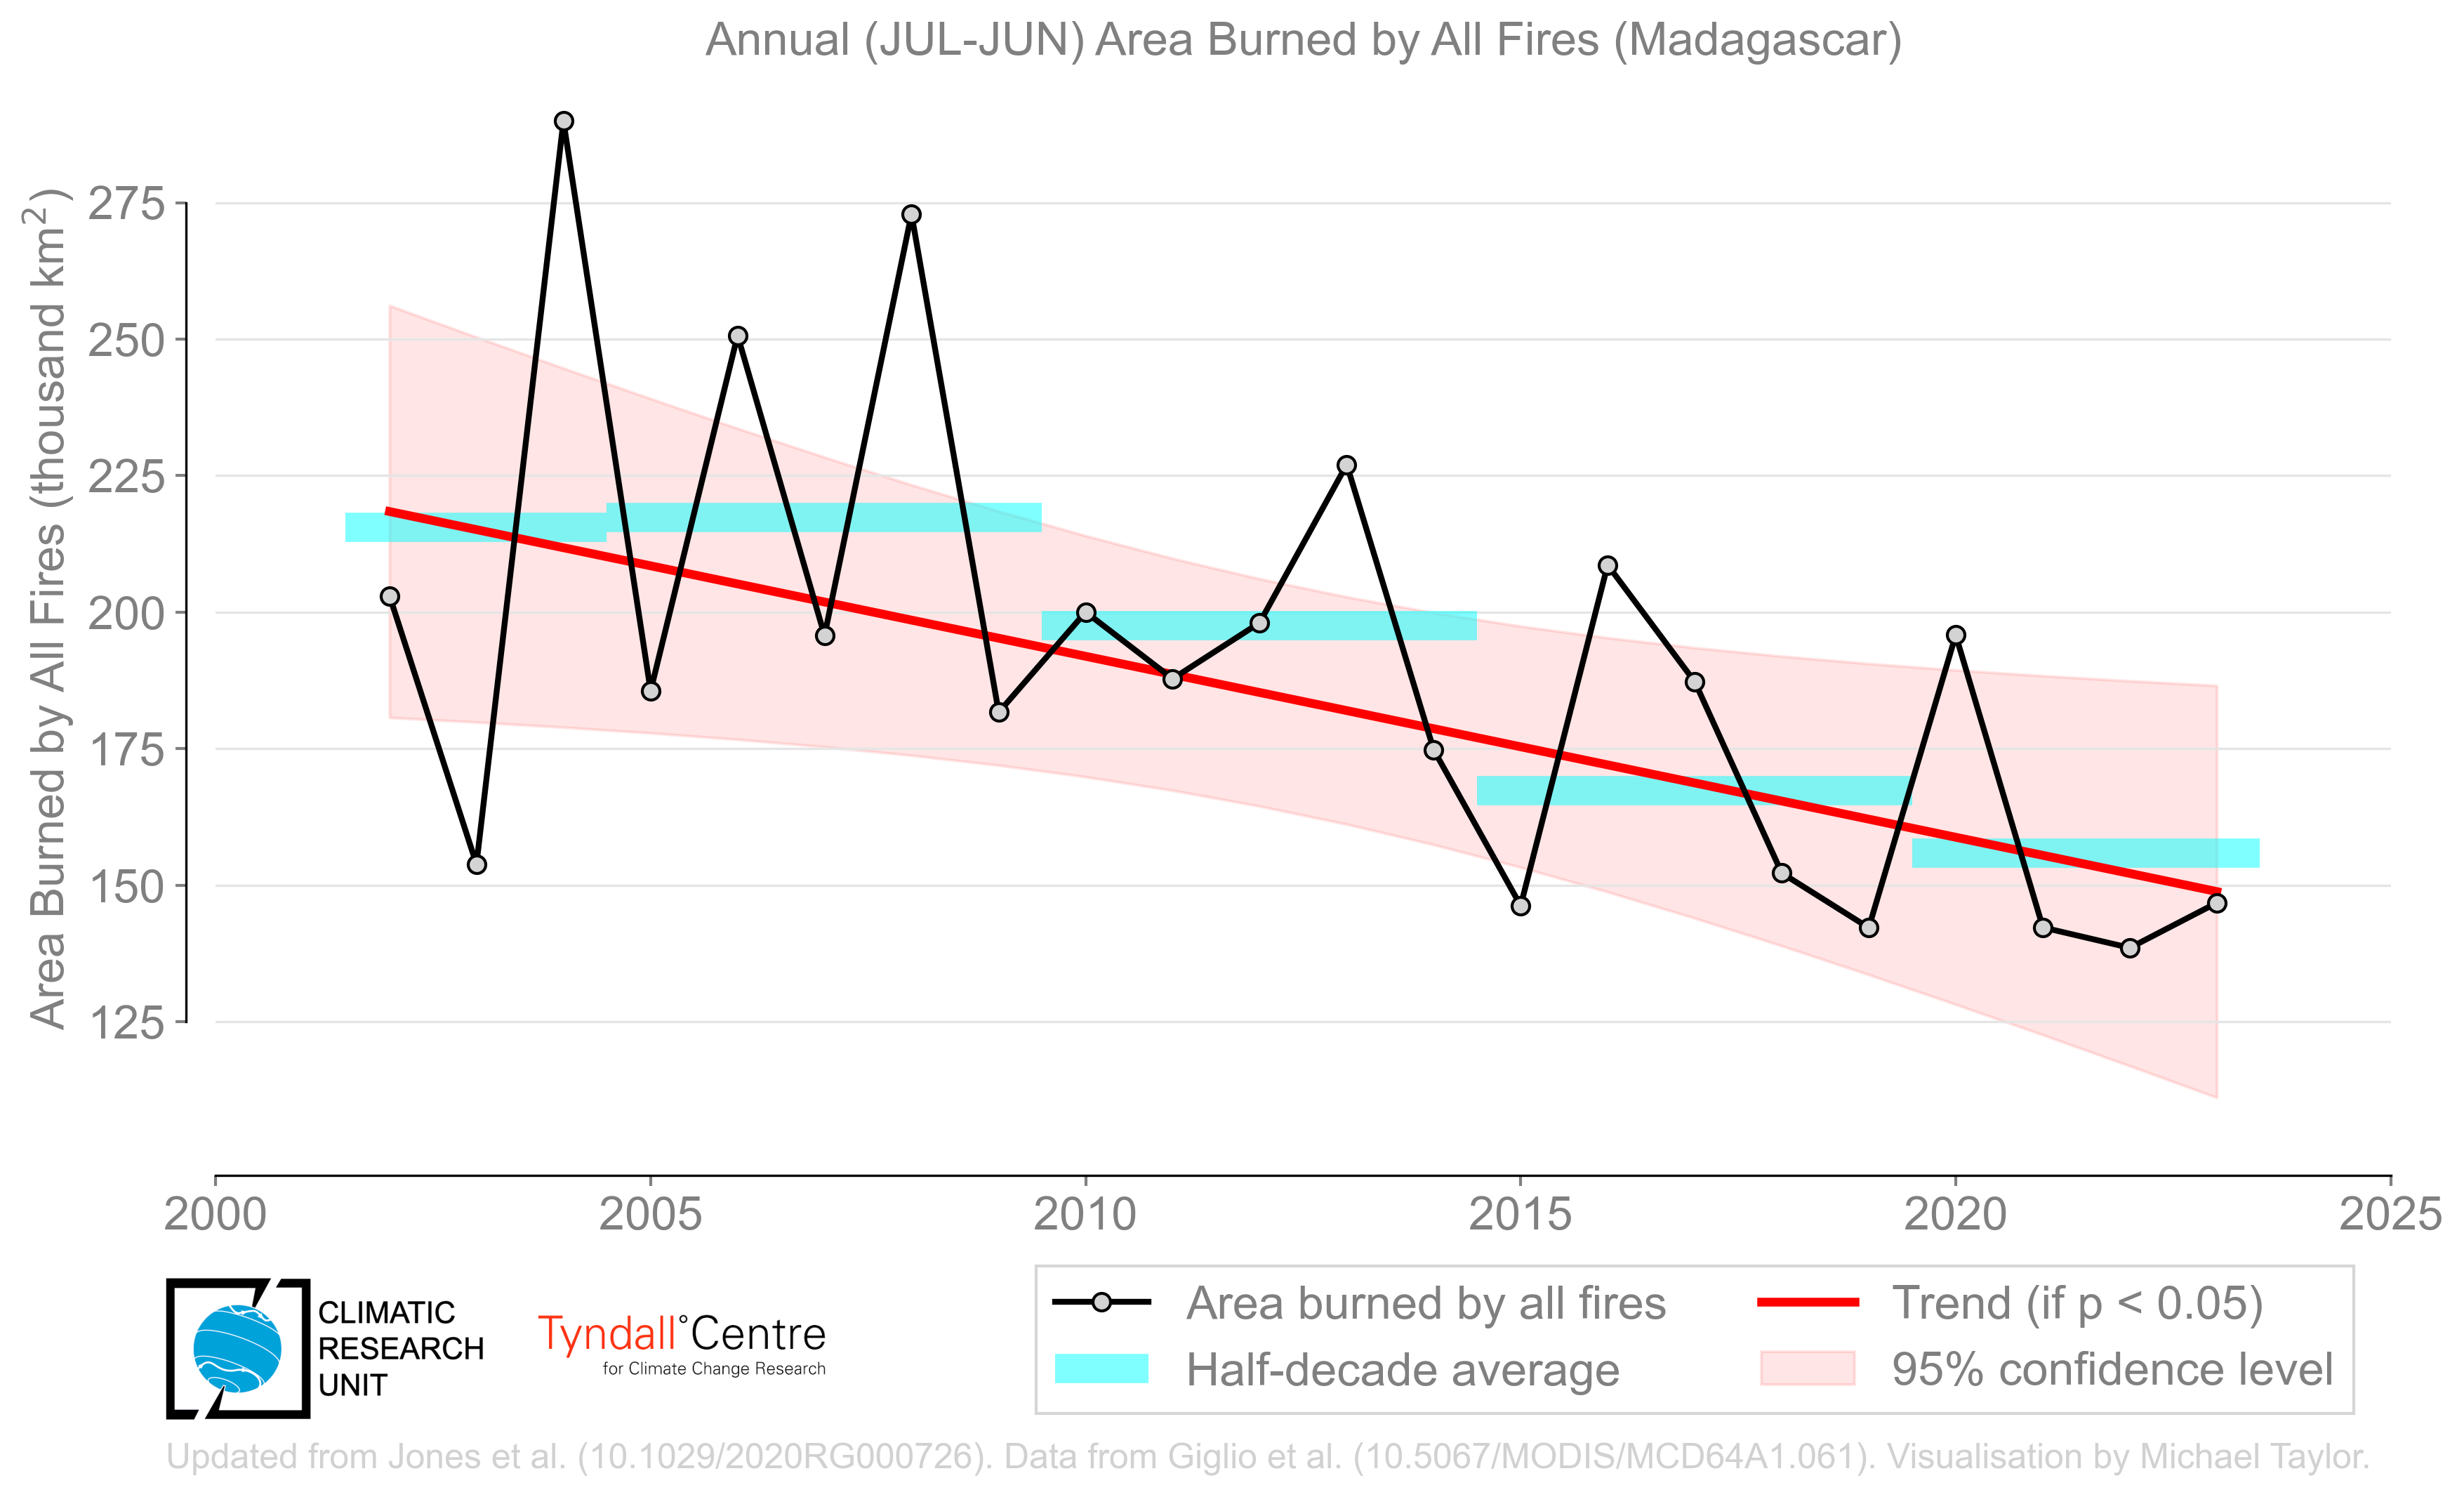 Annual (JUL-JUN) Area Burned by All Fires (Madagascar)
Area Burned by All Fires (thousand km²)
275
250
225
200
175
150
125
2000
2005
2010
2015
2020
2025
Area burned by all fires
Half-decade average
Trend (if p < 0.05)
95% confidence level
CLIMATIC
RESEARCH
UNIT
Tyndall°Centre
for Climate Change Research
Updated from Jones et al. (10.1029/2020RG000726). Data from Giglio et al. (10.5067/MODIS/MCD64A1.061). Visualisation by Michael Taylor.